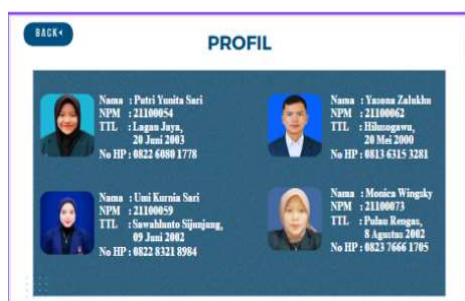 BACK<
PROFIL
Nama : Putri Yunita Sari
NPM : 21100054
TTL : Lagan Jaya,
20 Juni 2003
No HP : 0822 6080 1778
Nama : Yasona Zalukhu
NPM : 21100062
TTL : Hilusogawu,
20 Mei 2000
No HP : 0813 6315 3281
Nama : Umi Kurnia Sari
NPM : 21100059
TTL : Sawahlunto Sijunjung,
09 Juni 2002
No HP : 0822 8321 8984
Nama : Monica Wingsky
NPM : 21100073
TTL : Pulau Rengas,
8 Agustus 2002
No HP : 0823 7666 1705